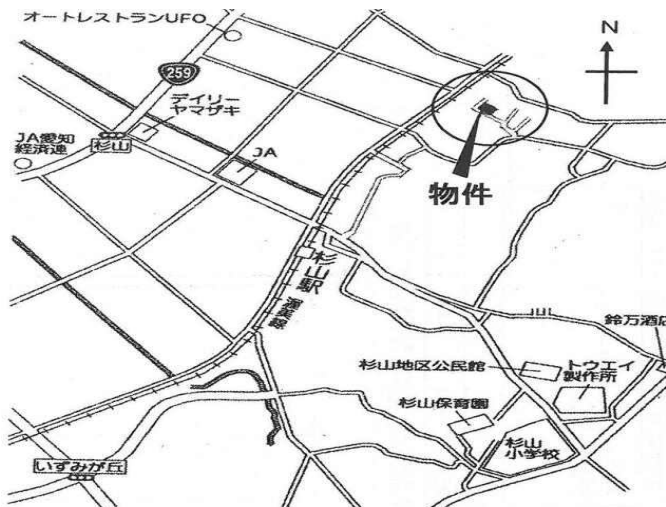 オートレストランUFO
N
259
デイリー
ヤマザキ
JA愛知
経済連
杉山
JA
物件
杉山駅
渥美線
鈴万酒店
杉山地区公民館
トウエイ
製作所
杉山保育園
杉山
小学校
いずみが丘